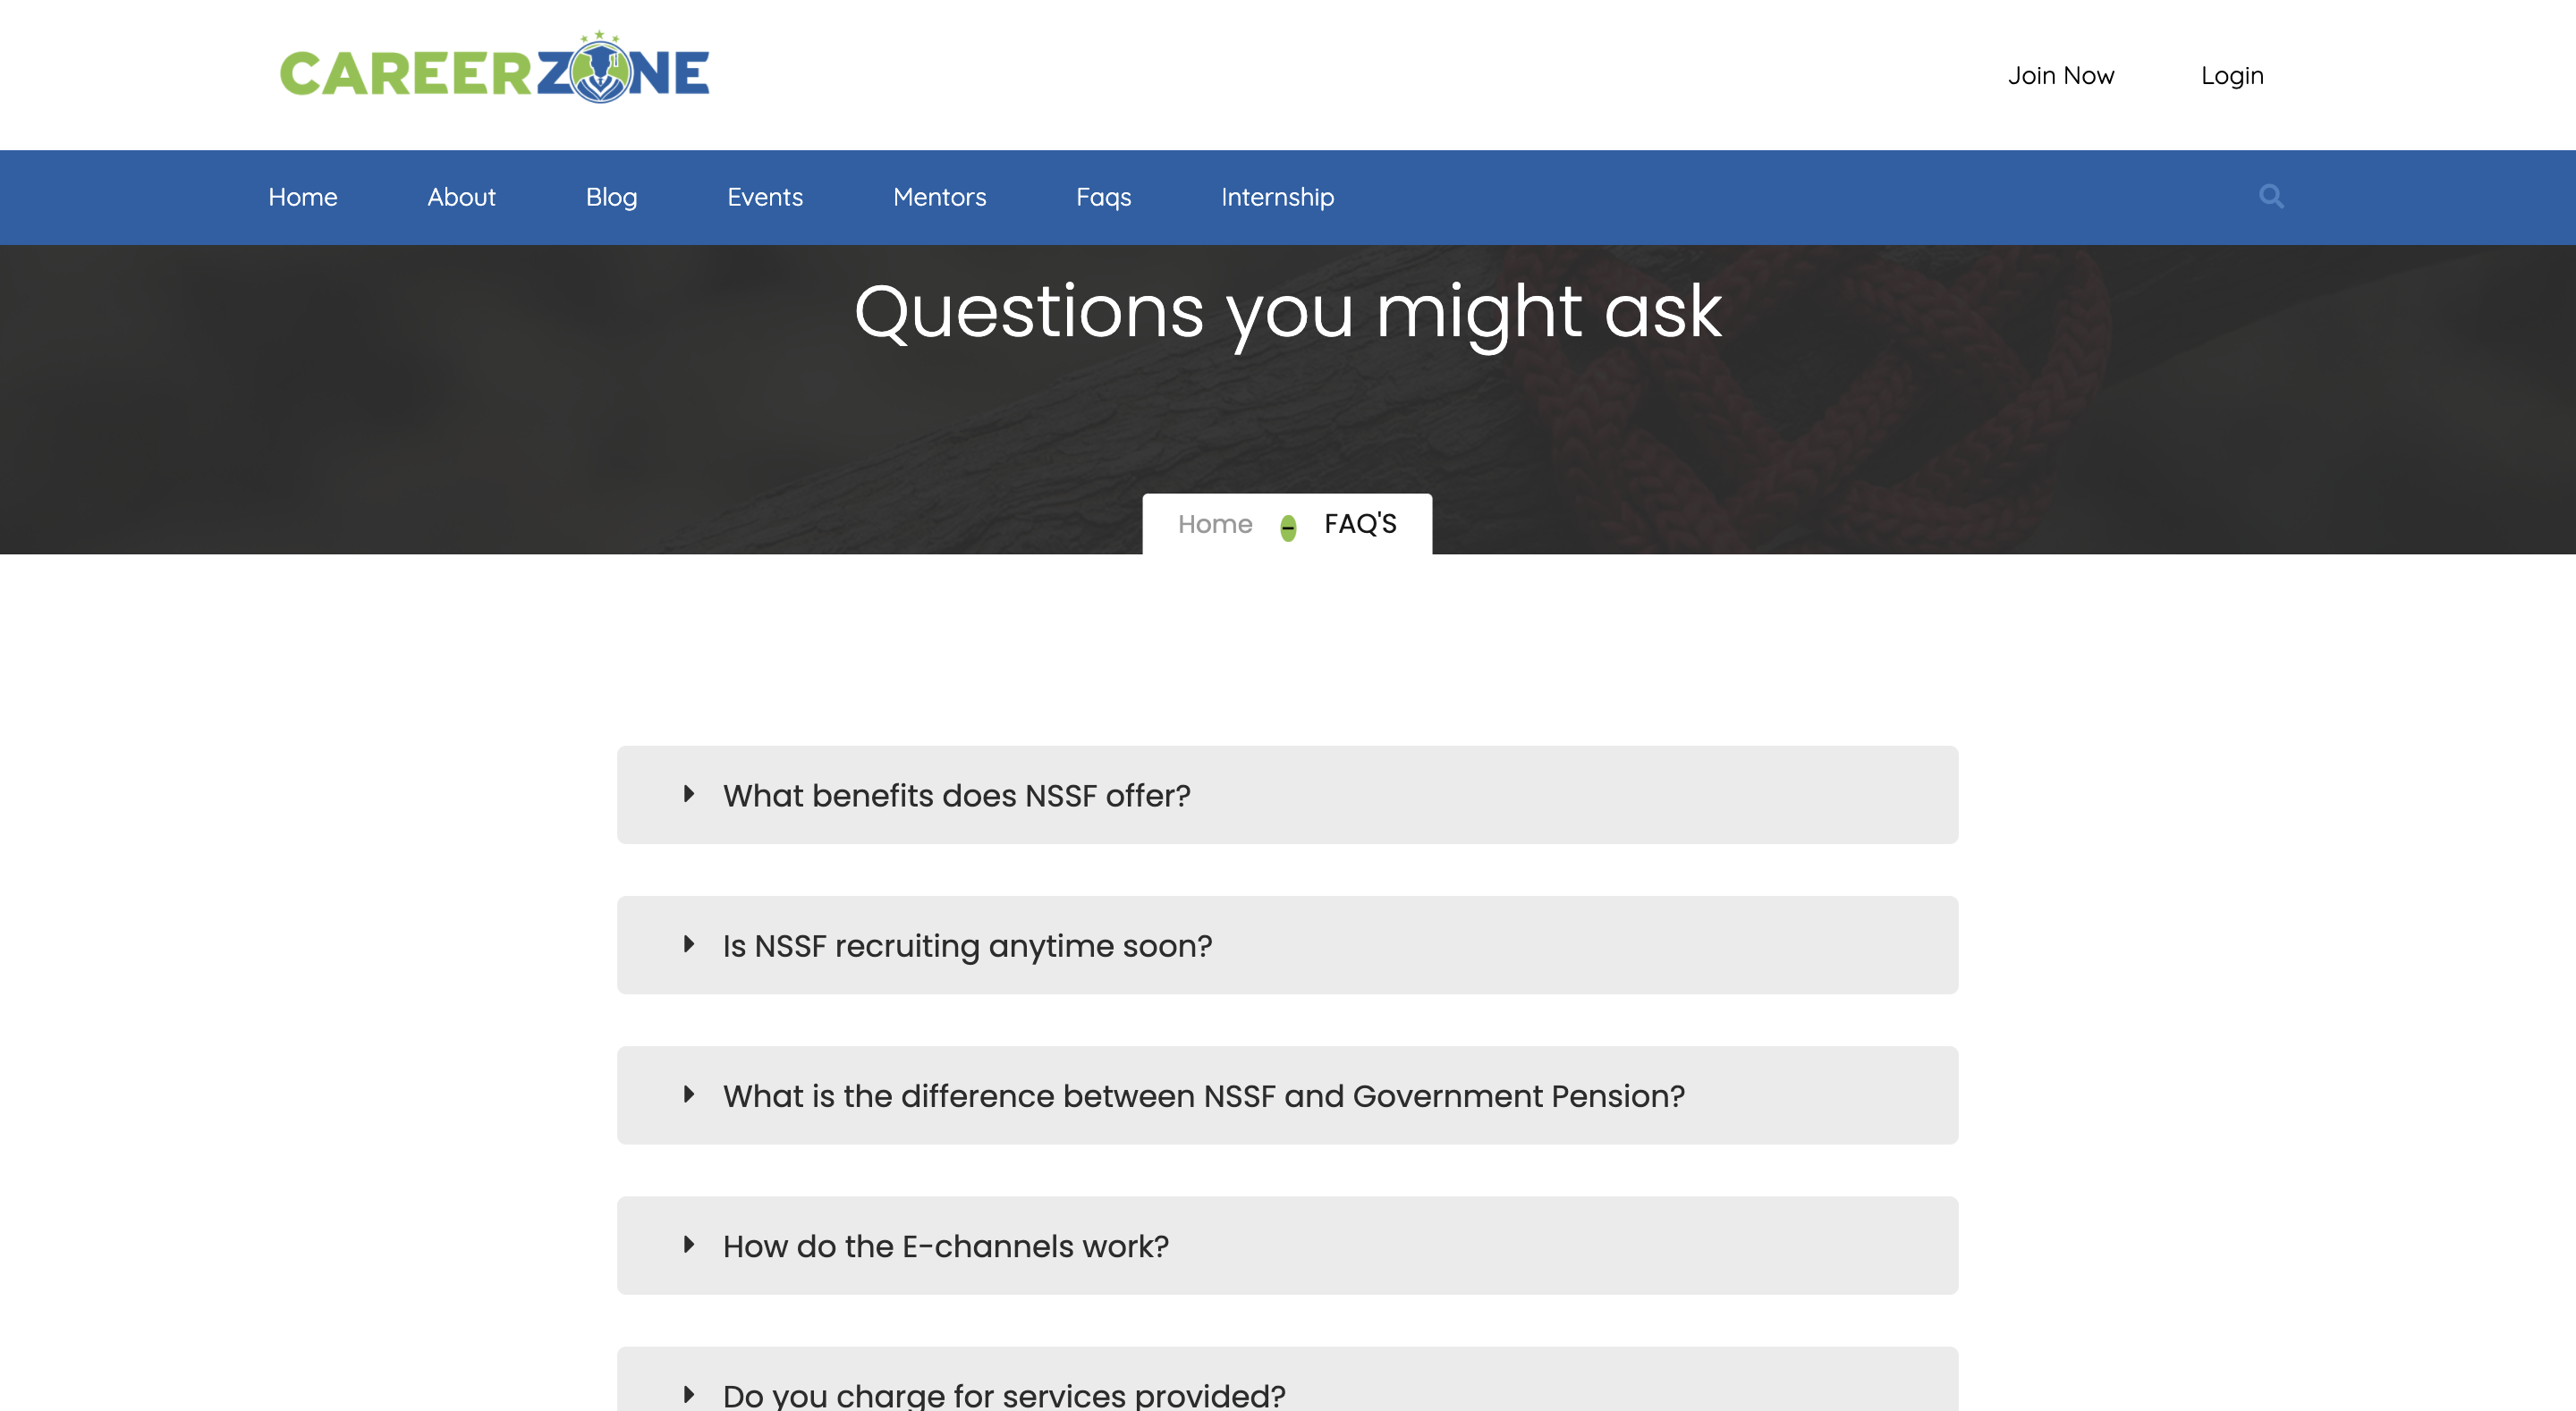 CAREERZONE
Join Now Login
Home About Blog Events Mentors Faqs Internship
Questions you might ask
Home - FAQ'S
What benefits does NSSF offer?
Is NSSF recruiting anytime soon?
What is the difference between NSSF and Government Pension?
How do the E-channels work?
Do you charge for services provided?